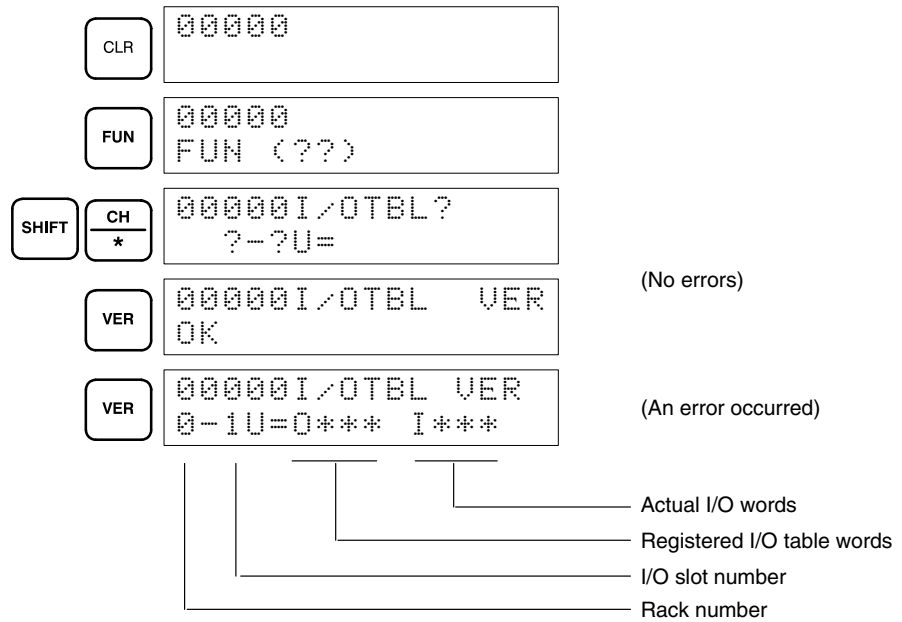 CLR
00000
FUN
00000
FUN (??)
SHIFT
CH
*
00000I/OTBL?
?-?U=
VER
00000I/OTBL VER
OK
(No errors)
VER
00000I/OTBL VER
0-1U=O*** I***
(An error occurred)
Actual I/O words
Registered I/O table words
I/O slot number
Rack number